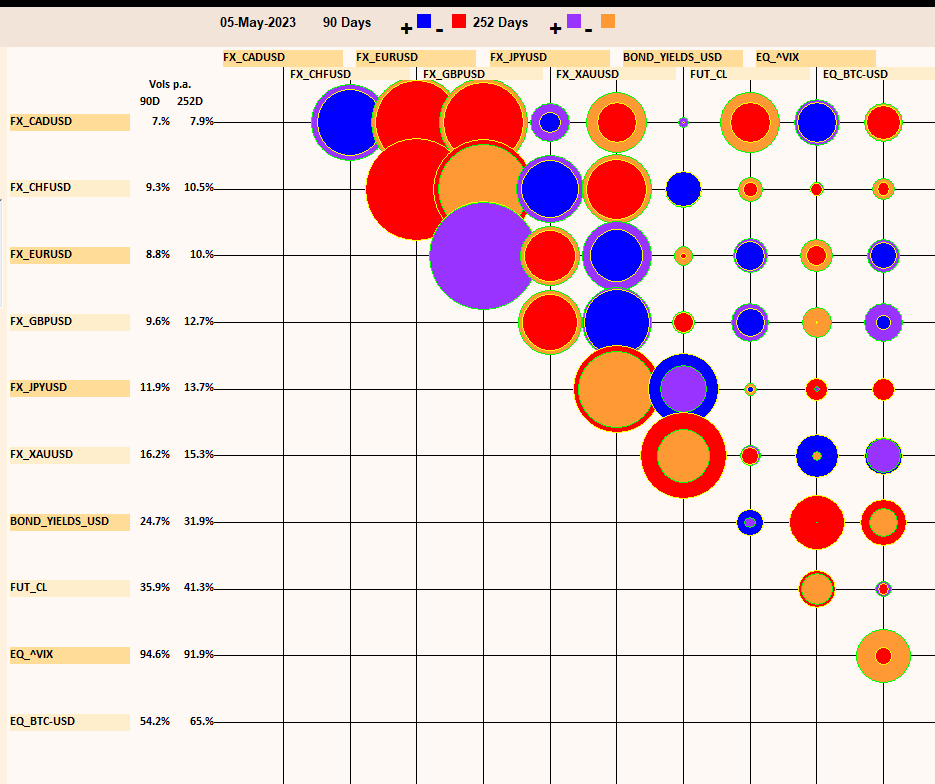 05-May-2023 90 Days + - 252 Days + -
FX_CADUSD FX_EURUSD FX_JPYUSD BOND_YIELDS_USD EQ_^VIX
FX_CHFUSD FX_GBPUSD FX_XAUUSD FUT_CL EQ_BTC-USD
Vols p.a.
90D 252D
FX_CADUSD 7.% 7.9%
FX_CHFUSD 9.3% 10.5%
FX_EURUSD 8.8% 10.%
FX_GBPUSD 9.6% 12.7%
FX_JPYUSD 11.9% 13.7%
FX_XAUUSD 16.2% 15.3%
BOND_YIELDS_USD 24.7% 31.9%
FUT_CL 35.9% 41.3%
EQ_^VIX 94.6% 91.9%
EQ_BTC-USD 54.2% 65.%